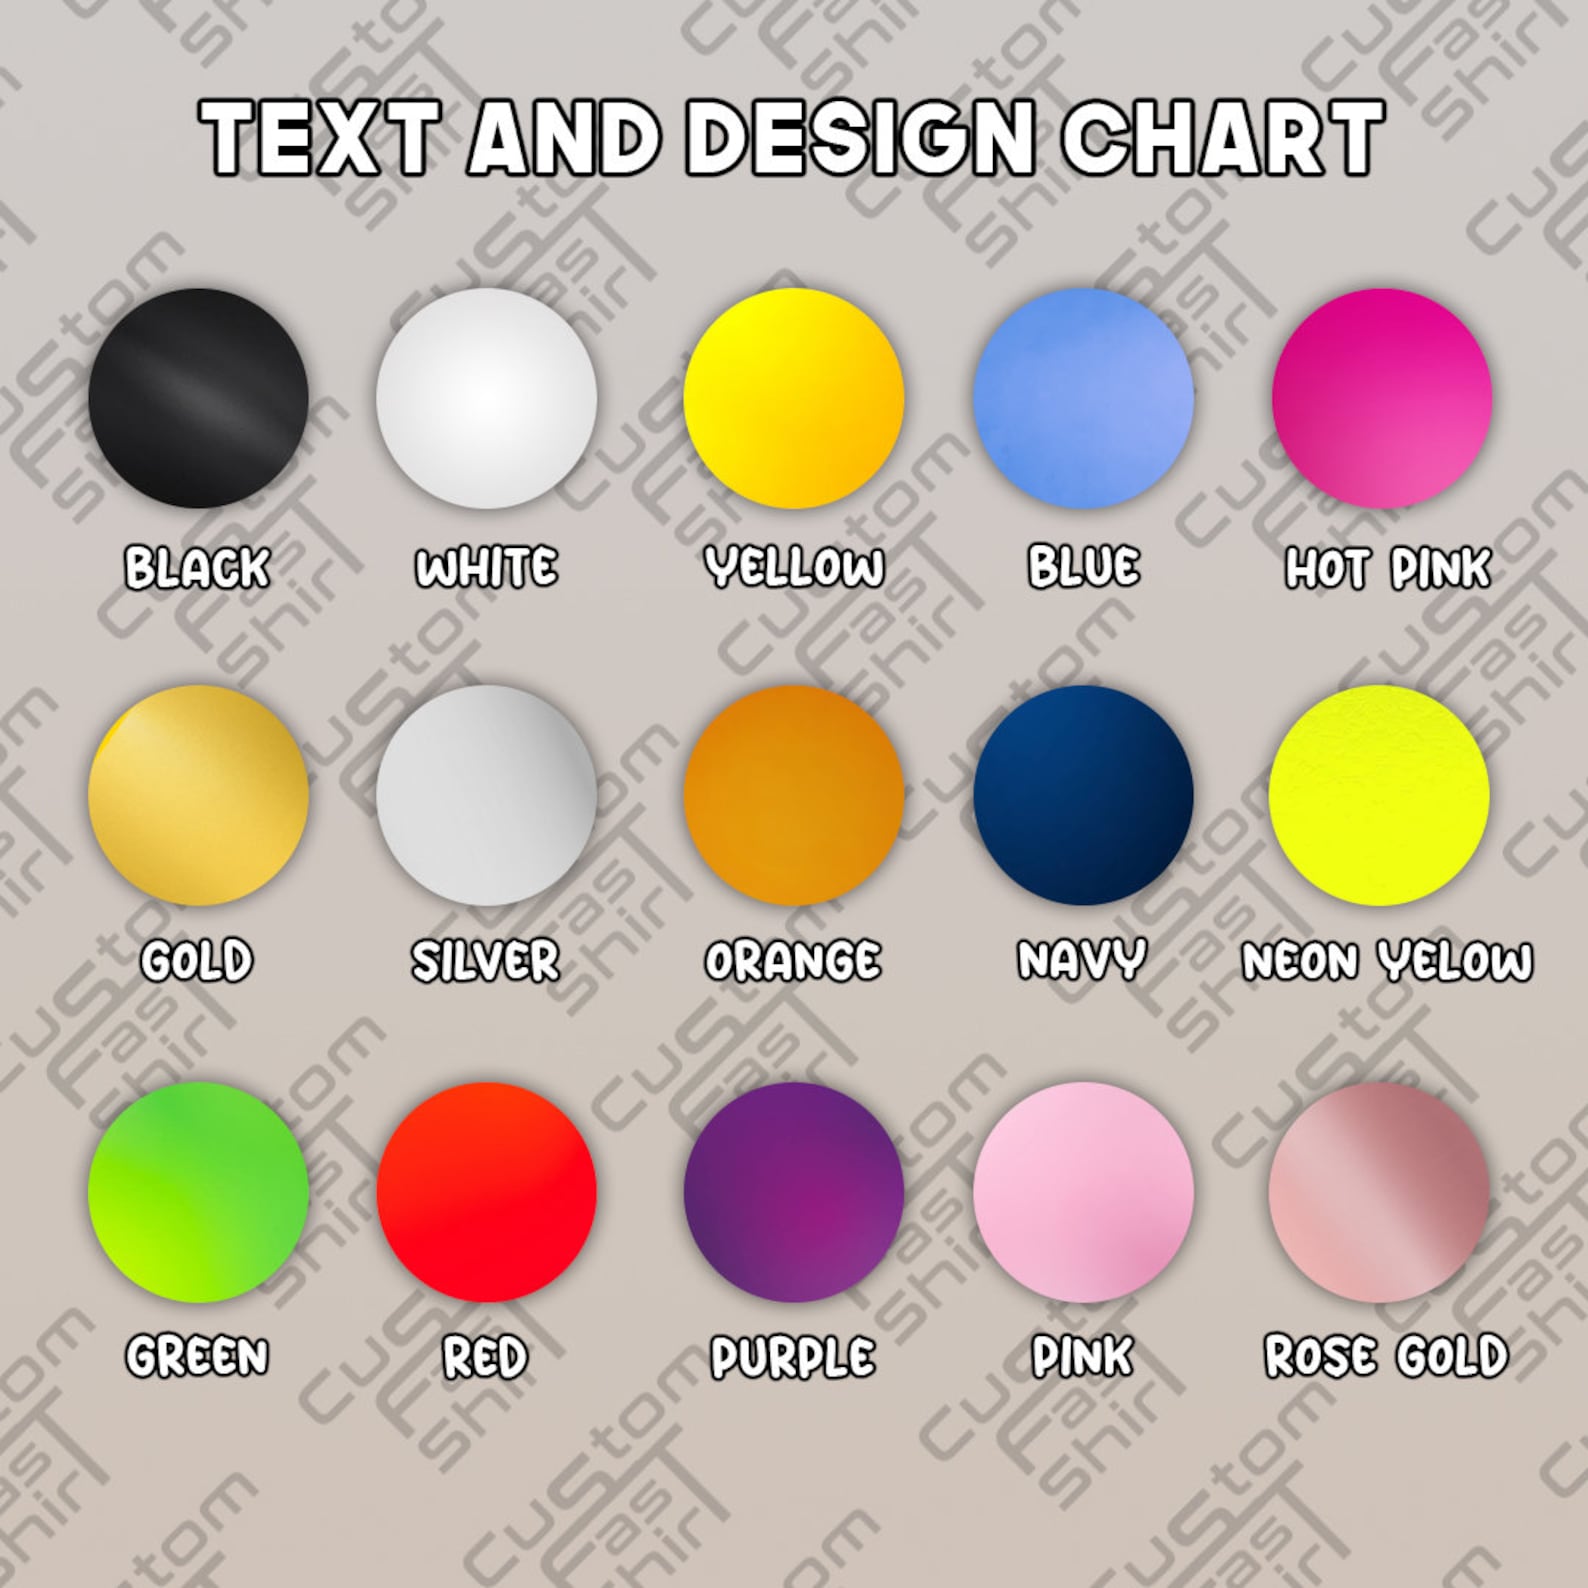 TEXT AND DESIGN CHART
BLACK
WHITE
YELLOW
BLUE
HOT PINK
GOLD
SILVER
ORANGE
NAVY
NEON YELOW
GREEN
RED
PURPLE
PINK
ROSE GOLD
custom
Fast
shirt